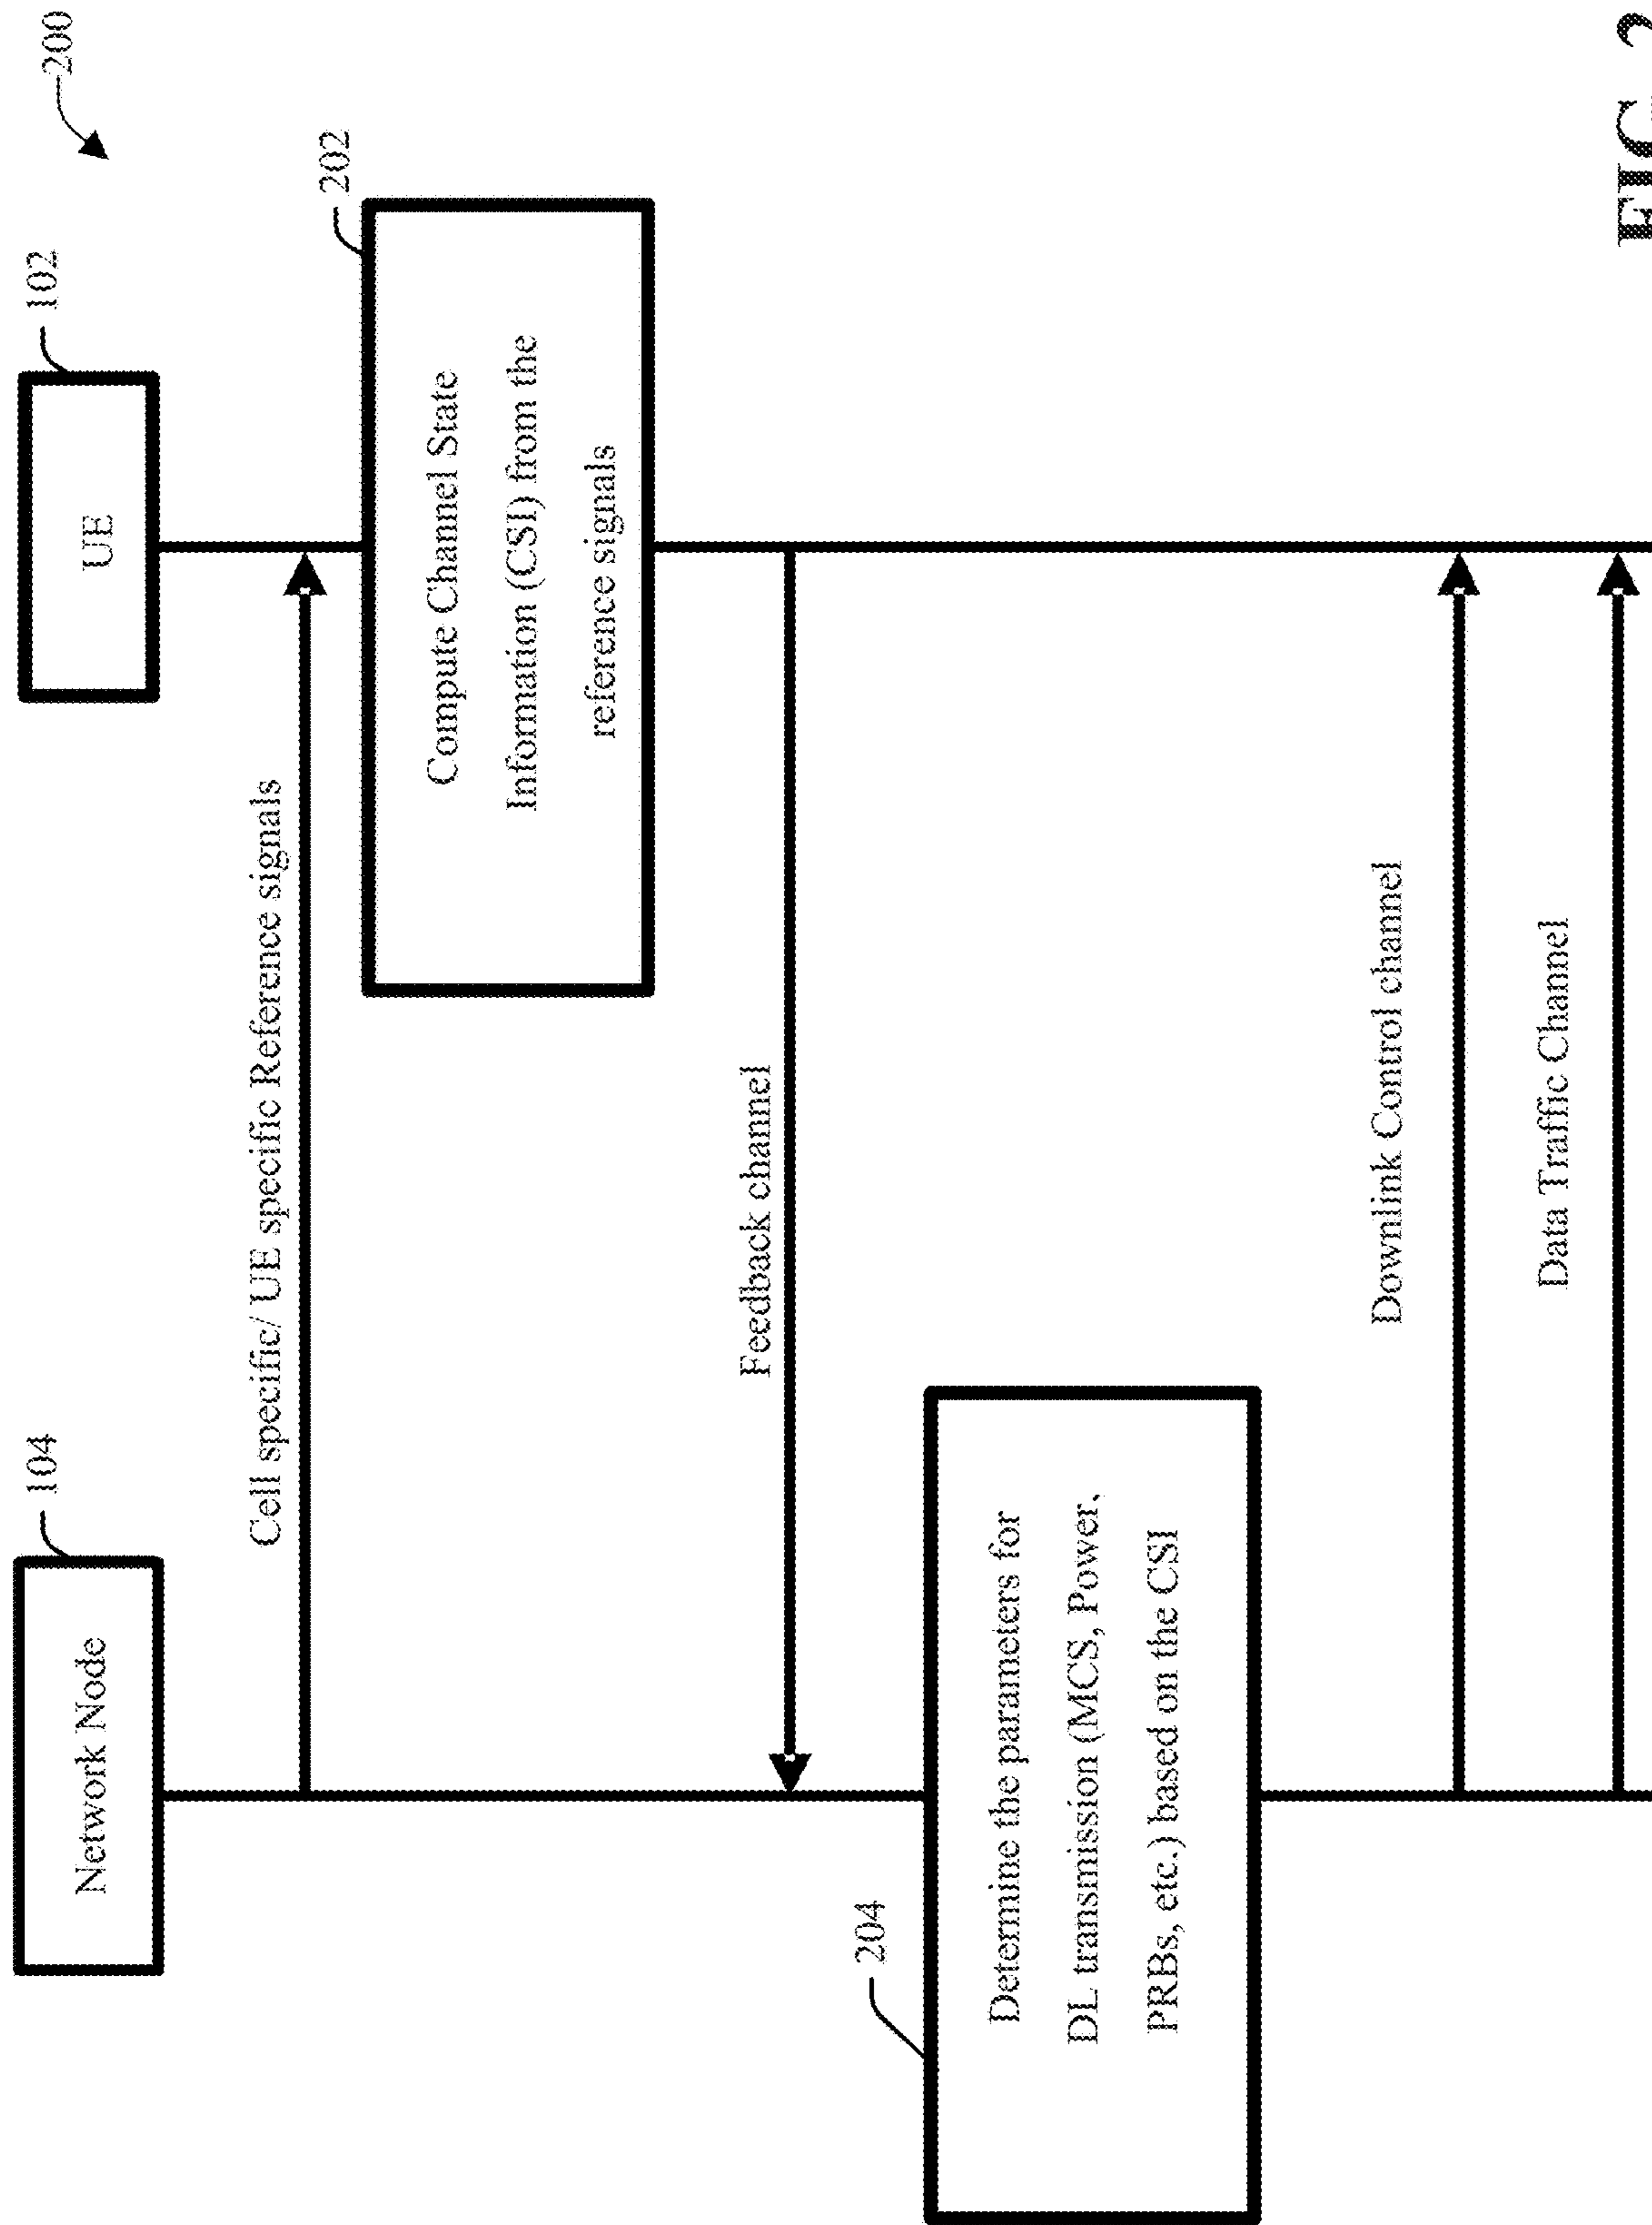 200
104
Network Node
102
UE
Cell specific/ UE specific Reference signals
202
Compute Channel State
Information (CSI) from the
reference signals
Feedback channel
204
Determine the parameters for
DL transmission (MCS, Power,
PRBs, etc.) based on the CSI
Downlink Control channel
Data Traffic Channel
FIG. 2